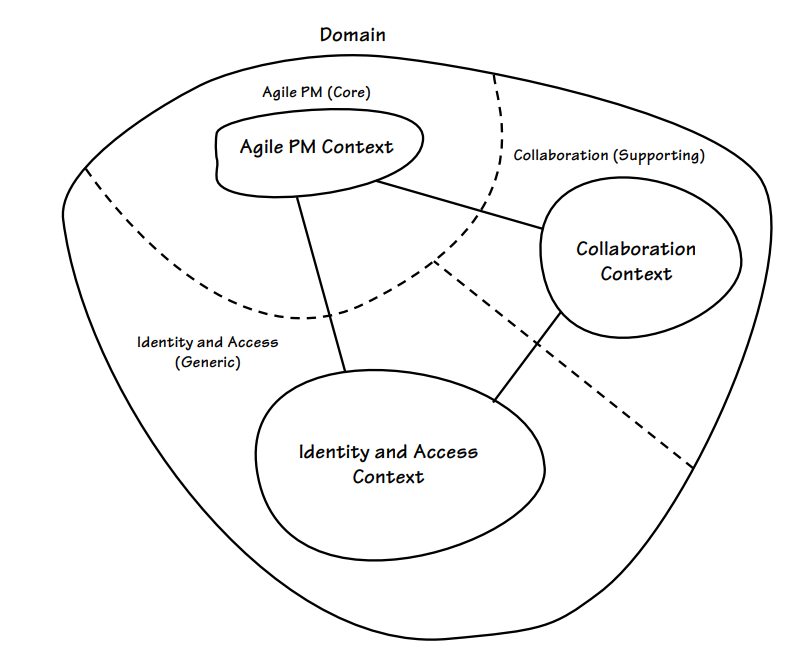 Domain
Agile PM (Core)
Agile PM Context
Collaboration (Supporting)
Collaboration
Context
Identity and Access
(Generic)
Identity and Access
Context